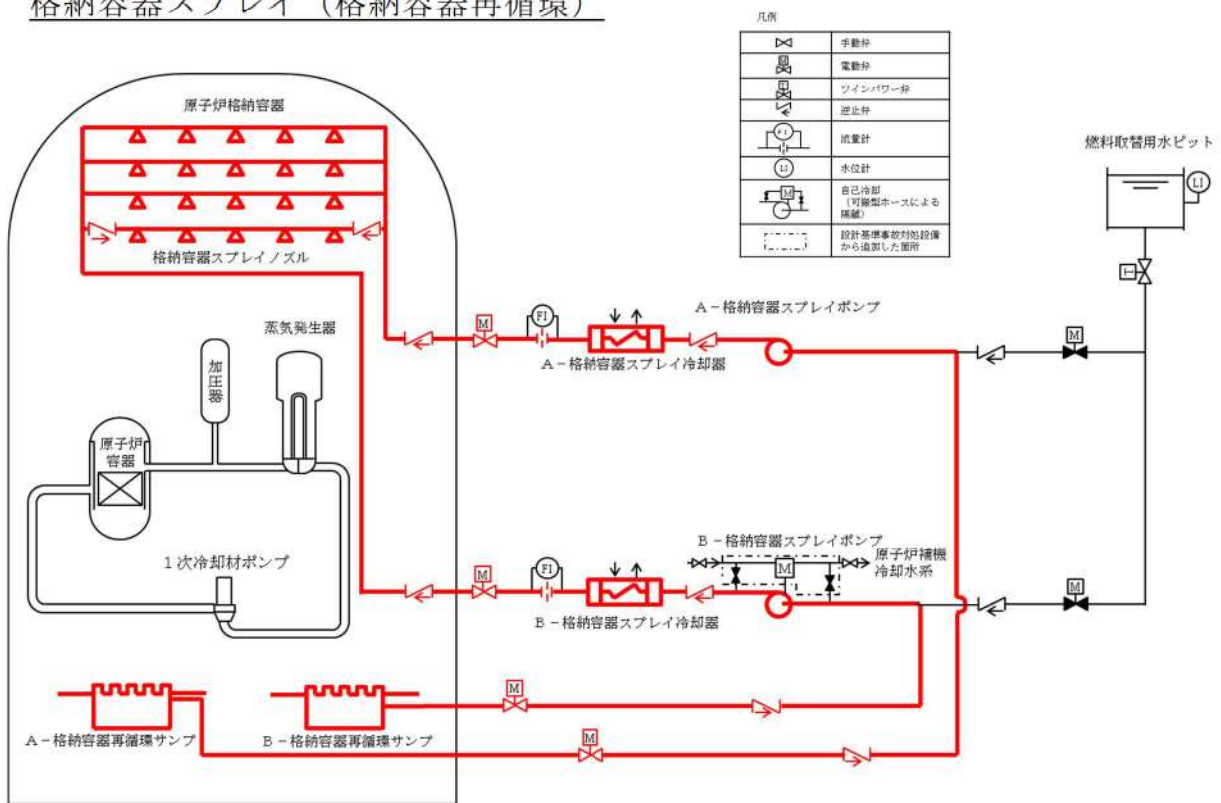 格納容器スプレイ（格納容器再循環）
凡例
手動弁
電動弁
ツインパワー弁
逆止弁
FI
流量計
LI
水位計
M
自己冷却
（可搬型ホースによる
隔離）
設計基準事故対処設備
から追加した箇所
燃料取替用水ピット
LI
T
原子炉格納容器
格納容器スプレイノズル
蒸気発生器
加圧器
原子炉
容器
1次冷却材ポンプ
M
FI
A－格納容器スプレイポンプ
A－格納容器スプレイ冷却器
M
B－格納容器スプレイポンプ
原子炉補機
冷却水系
M
FI
M
B－格納容器スプレイ冷却器
M
M
A－格納容器再循環サンプ
B－格納容器再循環サンプ
M